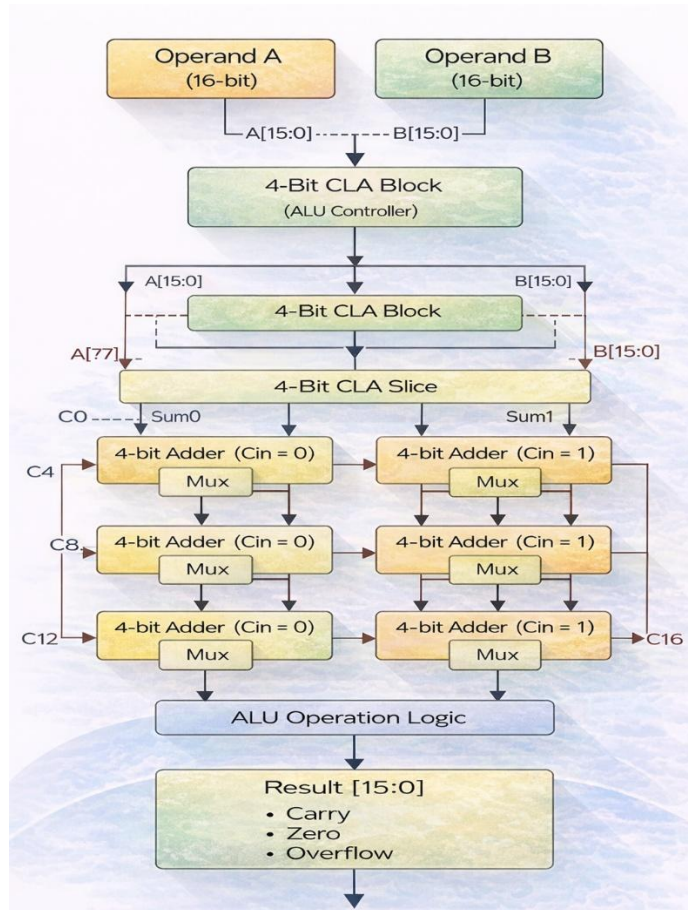 Operand A
(16-bit)
Operand B
(16-bit)
A[15:0]
B[15:0]
4-Bit CLA Block
(ALU Controller)
A[15:0]
B[15:0]
4-Bit CLA Block
A[77]
B[15:0]
4-Bit CLA Slice
C0
Sum0
Sum1
4-bit Adder (Cin = 0)
4-bit Adder (Cin = 1)
C4
Mux
Mux
C8
4-bit Adder (Cin = 0)
4-bit Adder (Cin = 1)
Mux
Mux
C12
4-bit Adder (Cin = 0)
4-bit Adder (Cin = 1)
C16
Mux
Mux
ALU Operation Logic
Result [15:0]
• Carry
• Zero
• Overflow